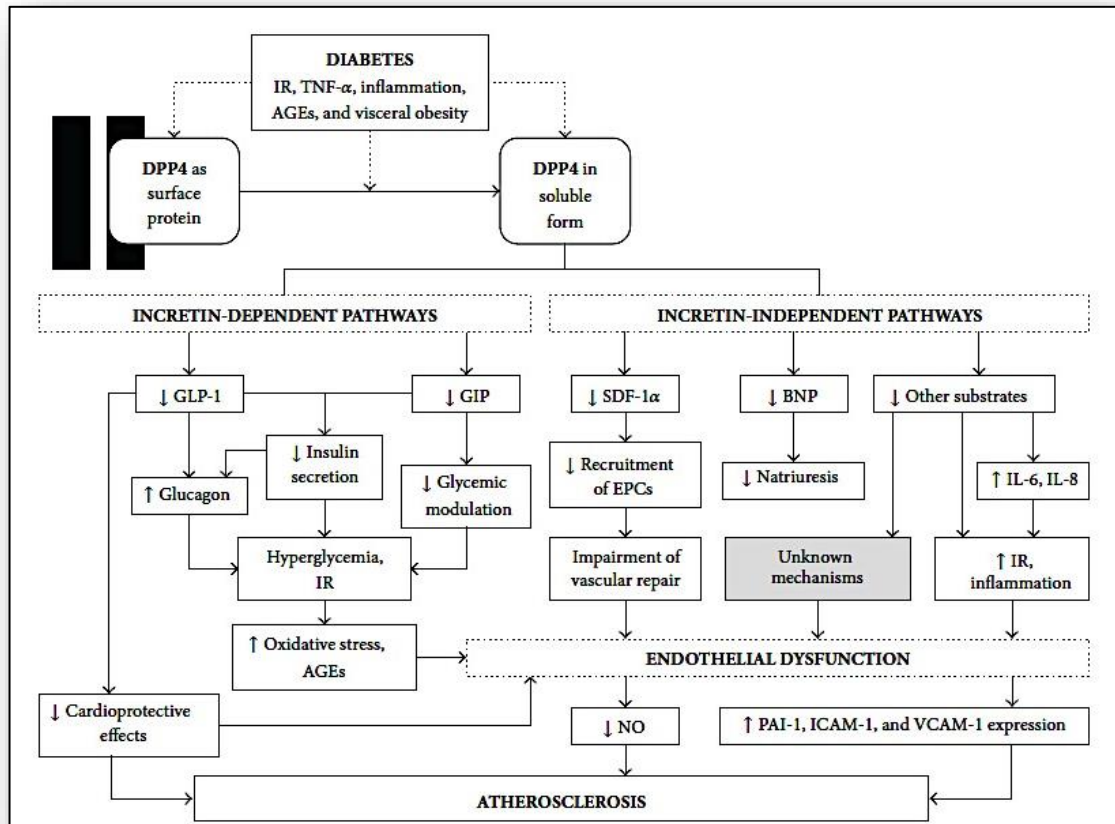 DIABETES
IR, TNF-α, inflammation,
AGEs, and visceral obesity
DPP4 as
surface
protein
DPP4 in
soluble
form
INCRETIN-DEPENDENT PATHWAYS
INCRETIN-INDEPENDENT PATHWAYS
↓ GLP-1
↓ GIP
↓ SDF-1α
↓ BNP
↓ Other substrates
↓ Insulin
secretion
↑ Glucagon
↓ Glycemic
modulation
↓ Recruitment
of EPCs
↓ Natriuresis
↑ IL-6, IL-8
Hyperglycemia,
IR
Impairment of
vascular repair
Unknown
mechanisms
↑ IR,
inflammation
↑ Oxidative stress,
AGEs
ENDOTHELIAL DYSFUNCTION
↓ Cardioprotective
effects
↓ NO
↑ PAI-1, ICAM-1, and VCAM-1 expression
ATHEROSCLEROSIS